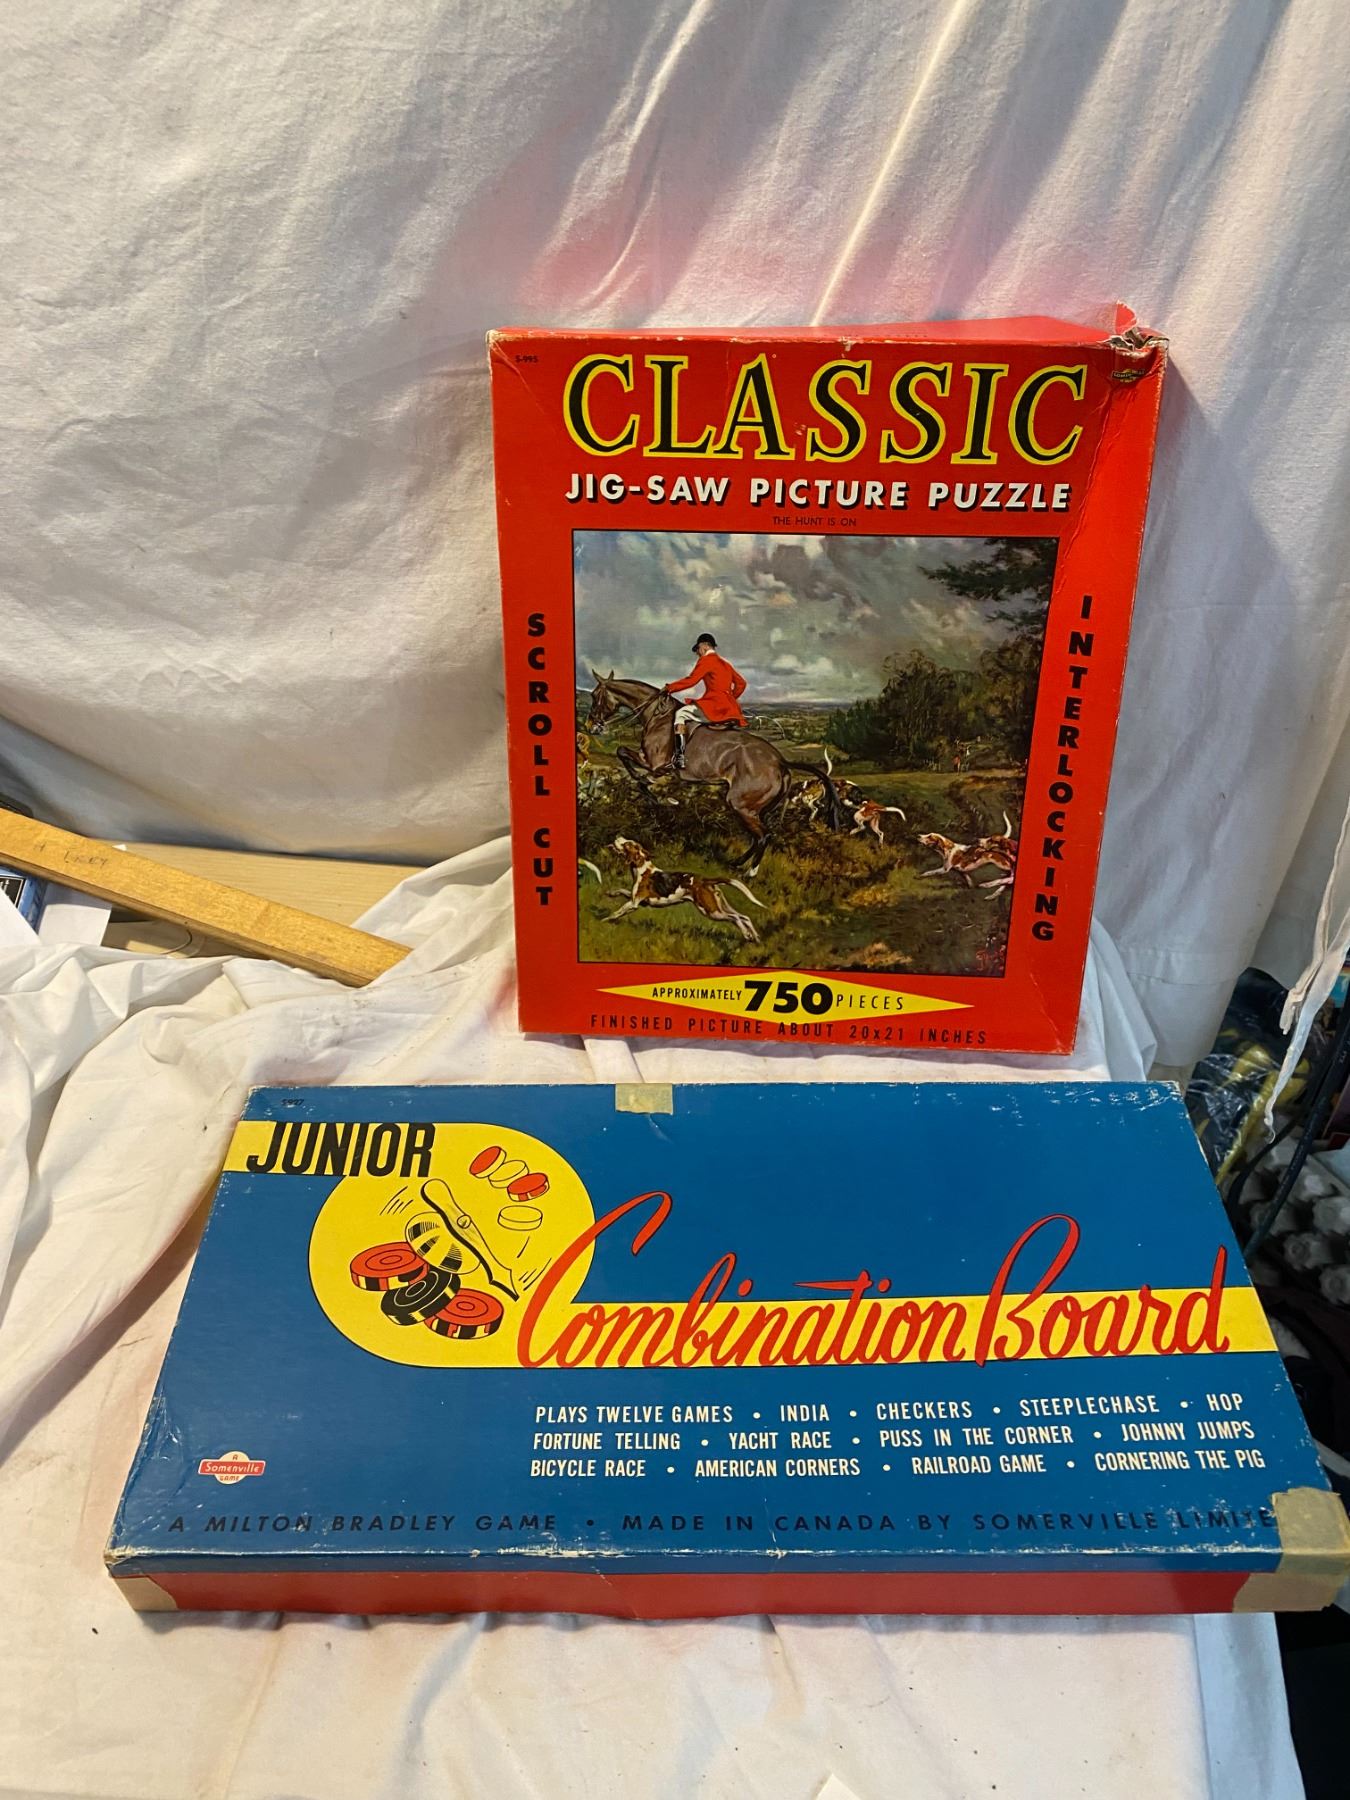 S-995
CLASSIC
JIG-SAW PICTURE PUZZLE
THE HUNT IS ON
SCROLL CUT
INTERLOCKING
APPROXIMATELY 750 PIECES
FINISHED PICTURE ABOUT 20x21 INCHES
JUNIOR
Combination Board
PLAYS TWELVE GAMES • INDIA • CHECKERS • STEEPLECHASE • HOP
FORTUNE TELLING • YACHT RACE • PUSS IN THE CORNER • JOHNNY JUMPS
BICYCLE RACE • AMERICAN CORNERS • RAILROAD GAME • CORNERING THE PIG
A
Somerville
GAME
A MILTON BRADLEY GAME • MADE IN CANADA BY SOMERVILLE LIMITE